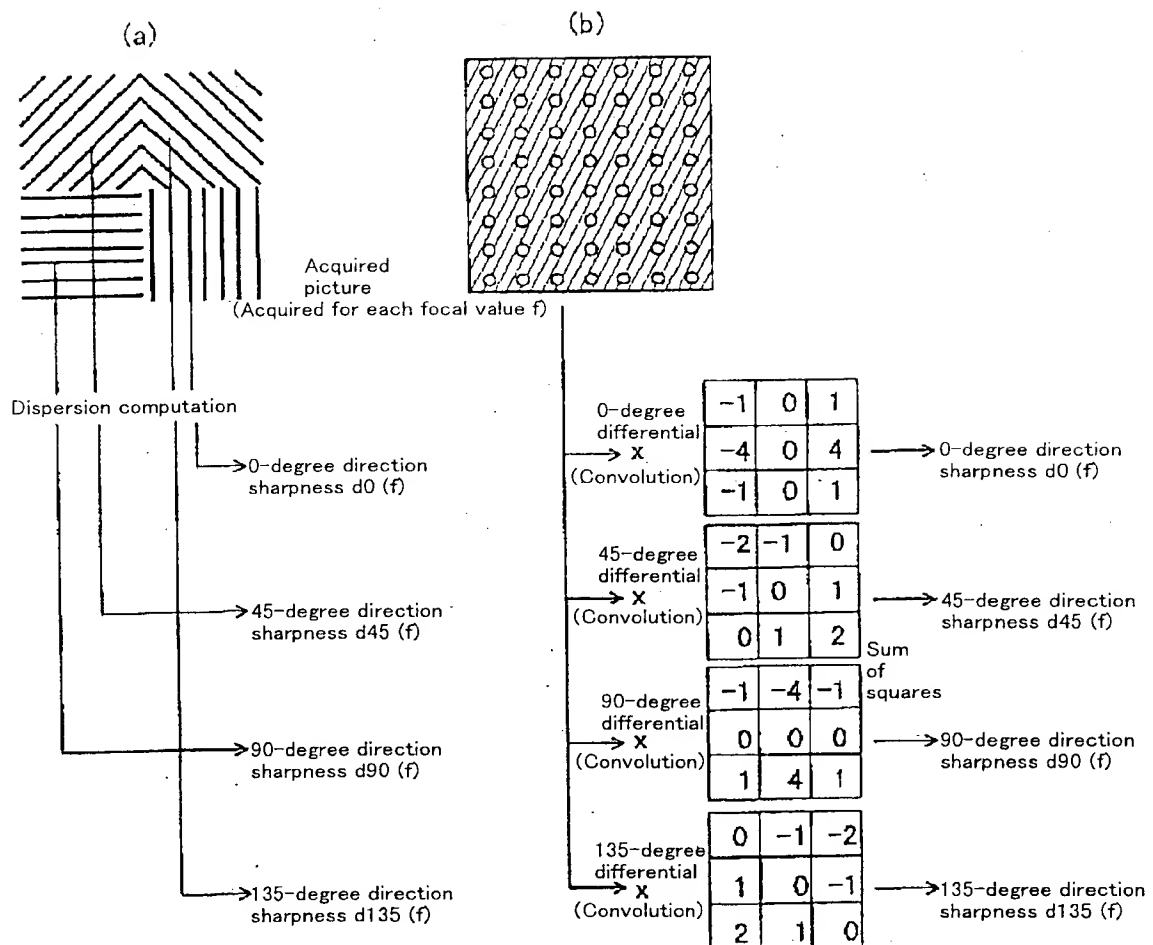 (a)
(b)
Acquired
picture
(Acquired for each focal value f)
Dispersion computation
0-degree direction
sharpness d0 (f)
45-degree direction
sharpness d45 (f)
90-degree direction
sharpness d90 (f)
135-degree direction
sharpness d135 (f)
0-degree
differential
x
(Convolution)
-1 0 1
-4 0 4
-1 0 1
0-degree direction
sharpness d0 (f)
45-degree
differential
x
(Convolution)
-2 -1 0
-1 0 1
0 1 2
45-degree direction
sharpness d45 (f)
Sum
of
squares
90-degree
differential
x
(Convolution)
-1 -4 -1
0 0 0
1 4 1
90-degree direction
sharpness d90 (f)
135-degree
differential
x
(Convolution)
0 -1 -2
1 0 -1
2 1 0
135-degree direction
sharpness d135 (f)